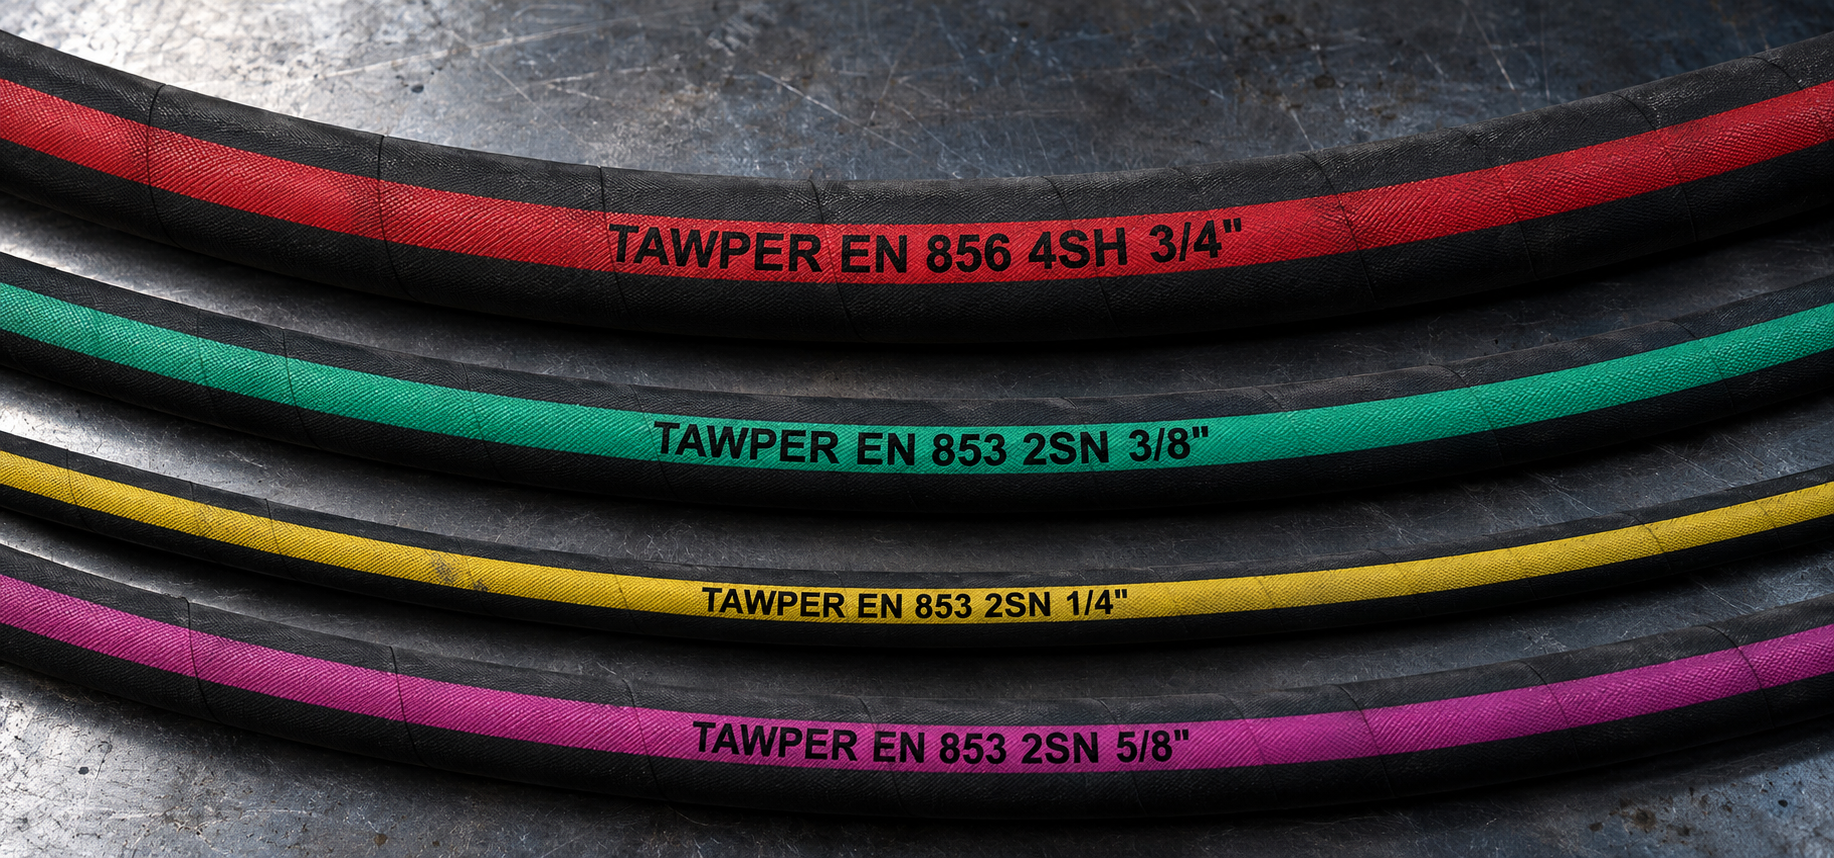 TAWPER EN 856 4SH 3/4"
TAWPER EN 853 2SN 3/8"
TAWPER EN 853 2SN 1/4"
TAWPER EN 853 2SN 5/8"